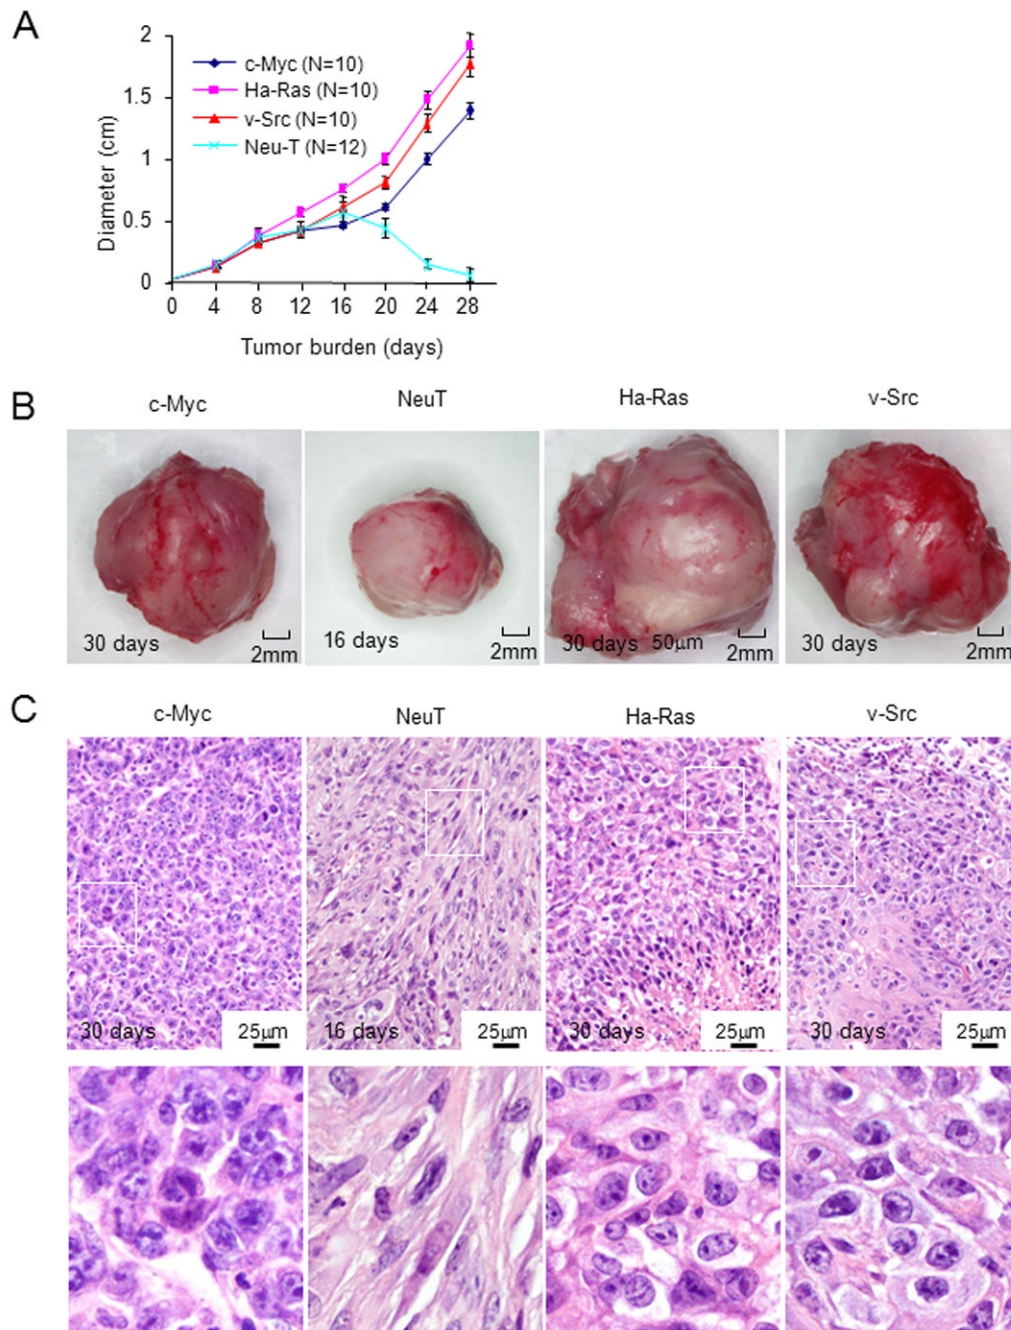 A
2
1.5
1
0.5
0
Diameter (cm)
c-Myc (N=10)
Ha-Ras (N=10)
v-Src (N=10)
Neu-T (N=12)
0 4 8 12 16 20 24 28
Tumor burden (days)
B
c-Myc NeuT Ha-Ras v-Src
30 days 2mm 16 days 2mm 30 days 50μm 2mm 30 days 2mm
C
c-Myc NeuT Ha-Ras v-Src
30 days 25μm 16 days 25μm 30 days 25μm 30 days 25μm